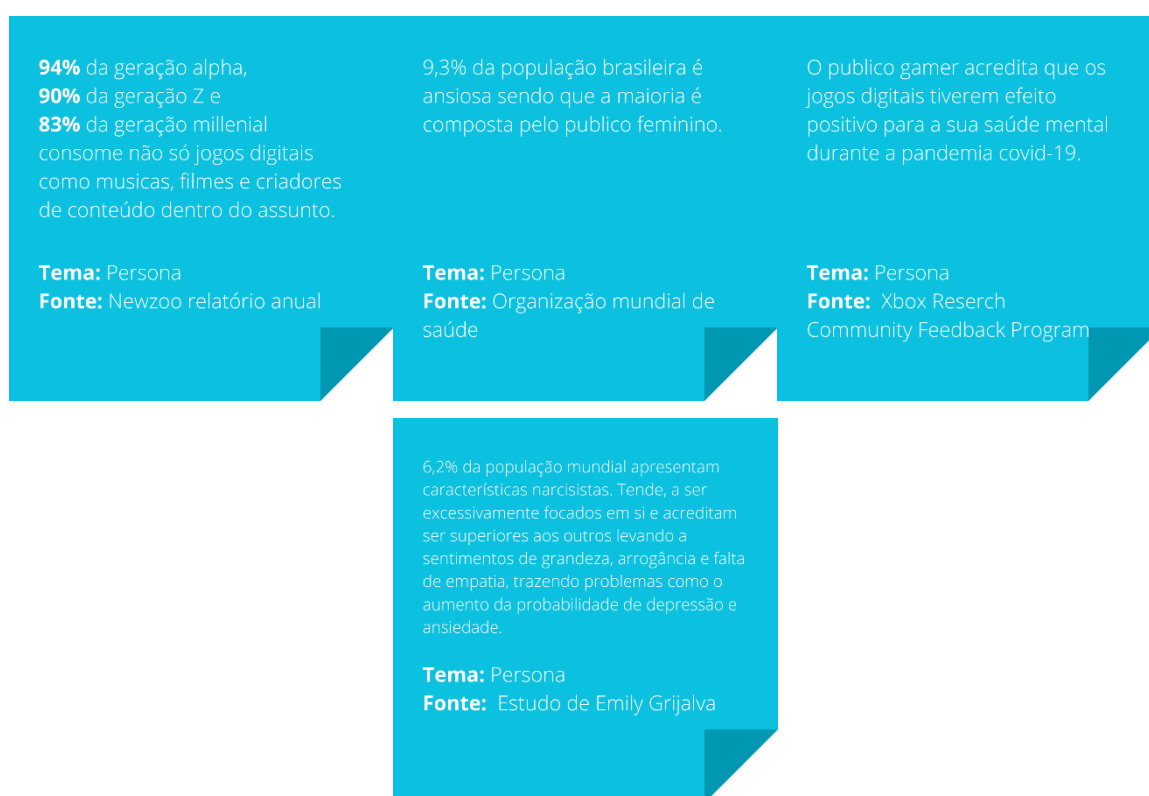 94% da geração alpha,
90% da geração Z e
83% da geração millenial
consome não só jogos digitais
como musicas, filmes e criadores
de conteúdo dentro do assunto.
Tema: Persona
Fonte: Newzoo relatório anual
9,3% da população brasileira é
ansiosa sendo que a maioria é
composta pelo publico feminino.
Tema: Persona
Fonte: Organização mundial de
saúde
O publico gamer acredita que os
jogos digitais tiverem efeito
positivo para a sua saúde mental
durante a pandemia covid-19.
Tema: Persona
Fonte: Xbox Reserch
Community Feedback Program
6,2% da população mundial apresentam
características narcisistas. Tende, a ser
excessivamente focados em si e acreditam
ser superiores aos outros levando a
sentimentos de grandeza, arrogância e falta
de empatia, trazendo problemas como o
aumento da probabilidade de depressão e
ansiedade.
Tema: Persona
Fonte: Estudo de Emily Grijalva